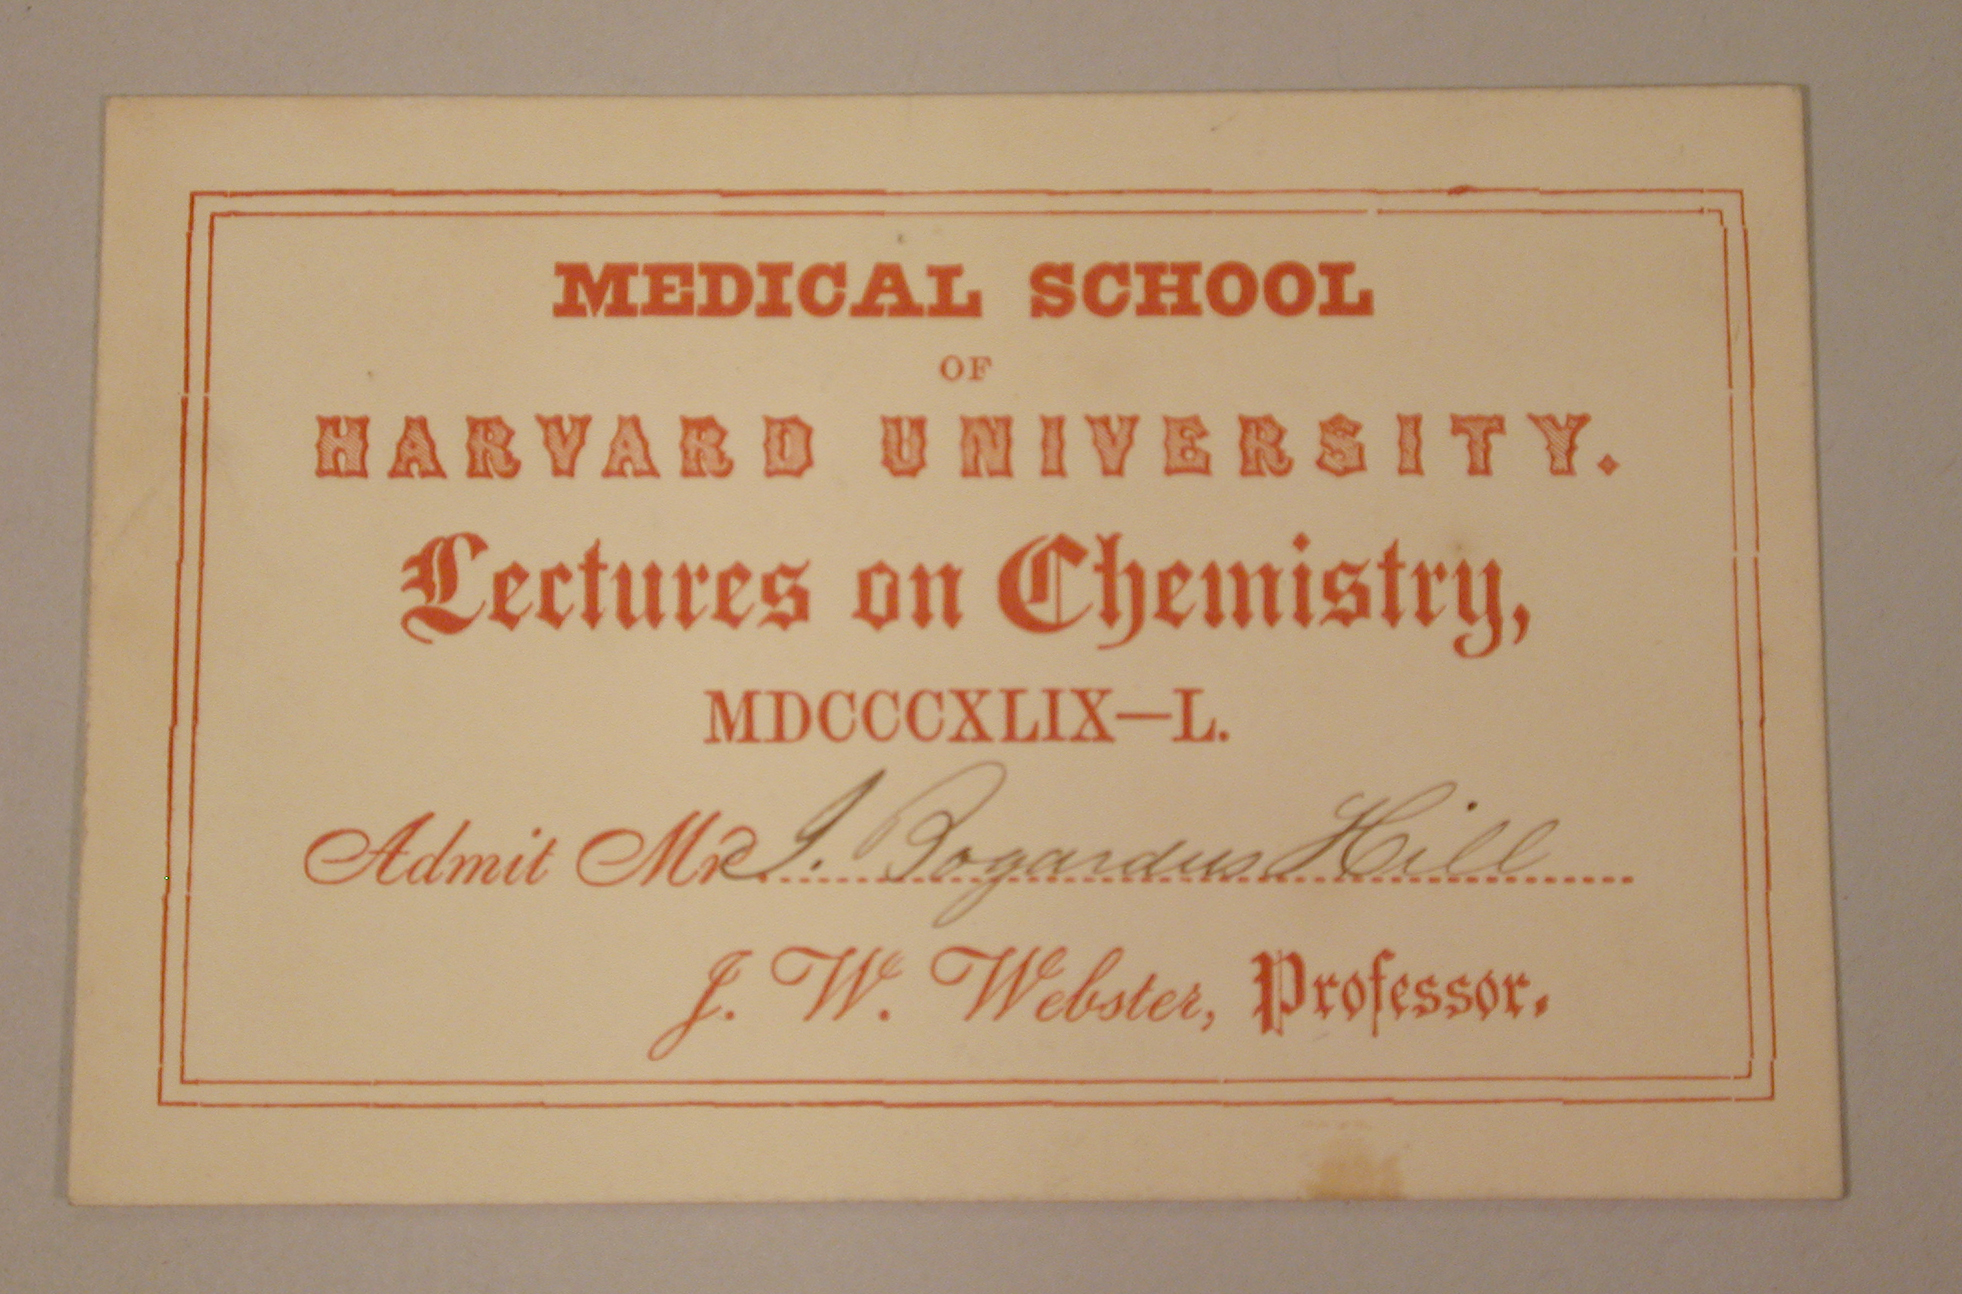 MEDICAL SCHOOL
OF
HARVARD UNIVERSITY.
Lectures on Chemistry,
MDCCCXLIX—L.
Admit Mr. I. Bogardus Hill
J. W. Webster, Professor.